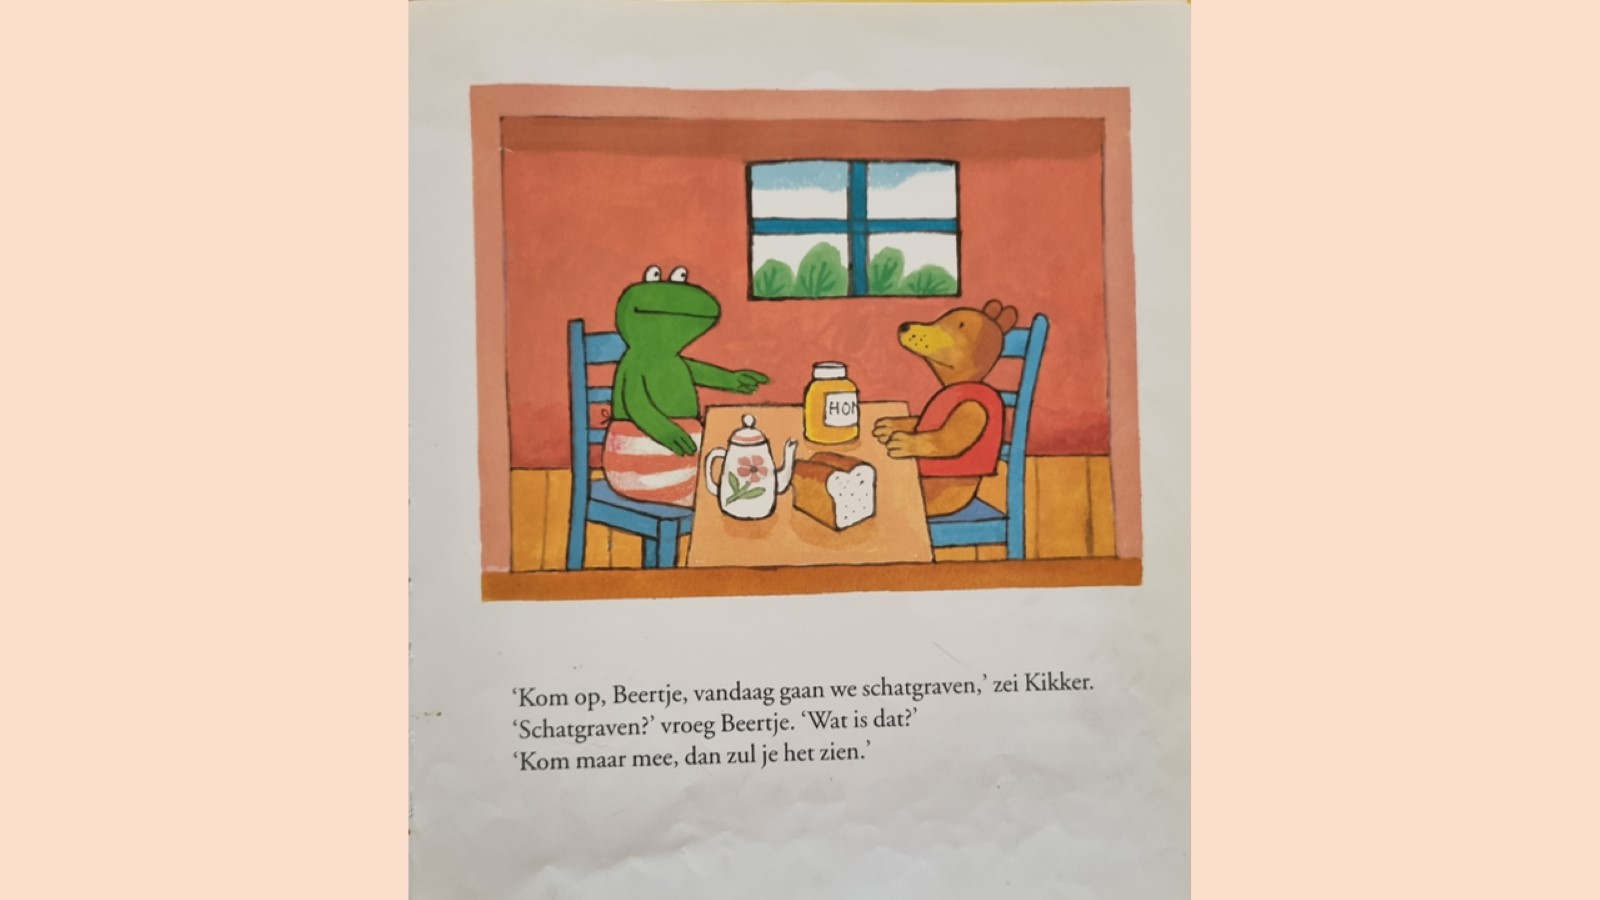 HON
‘Kom op, Beertje, vandaag gaan we schatgraven,’ zei Kikker.
‘Schatgraven?’ vroeg Beertje. ‘Wat is dat?’
‘Kom maar mee, dan zul je het zien.’